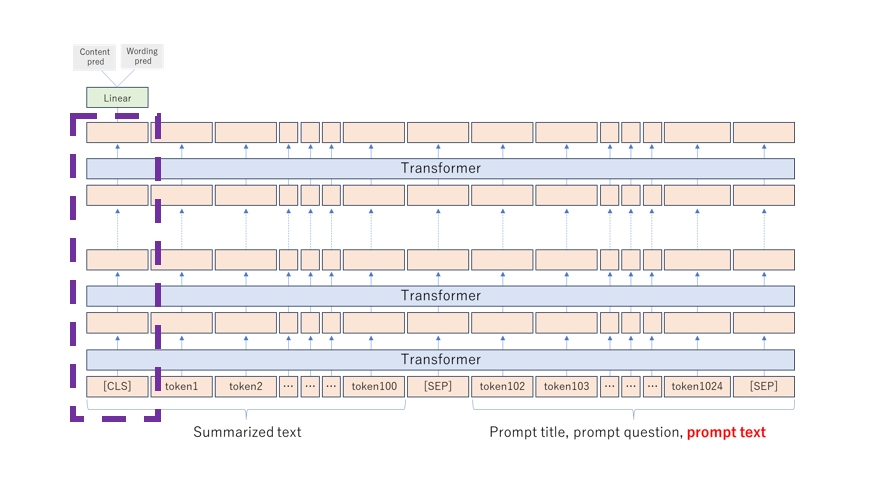 Content
pred
Wording
pred
Linear
Transformer
Transformer
Transformer
[CLS] token1 token2 ... ... ... token100 [SEP] token102 token103 ... ... ... token1024 [SEP]
Summarized text
Prompt title, prompt question, prompt text